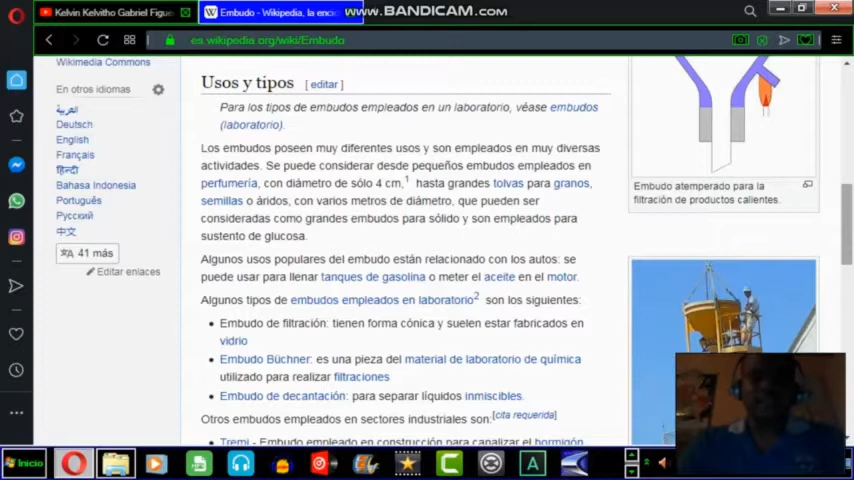 Kelvin Kelvitho Gabriel Figue
Embudo - Wikipedia, la encic
www.BANDICAM.com
es.wikipedia.org/wiki/Embudo
Wikimedia Commons
En otros idiomas
العربية
Deutsch
English
Français
हिन्दी
Bahasa Indonesia
Português
Русский
中文
41 más
Editar enlaces
Usos y tipos [ editar ]
Para los tipos de embudos empleados en un laboratorio, véase embudos
(laboratorio).
Los embudos poseen muy diferentes usos y son empleados en muy diversas
actividades. Se puede considerar desde pequeños embudos empleados en
perfumería, con diámetro de sólo 4 cm,1 hasta grandes tolvas para granos,
semillas o áridos, con varios metros de diámetro, que pueden ser
consideradas como grandes embudos para sólido y son empleados para
sustento de glucosa.
Algunos usos populares del embudo están relacionado con los autos: se
puede usar para llenar tanques de gasolina o meter el aceite en el motor.
Algunos tipos de embudos empleados en laboratorio2 son los siguientes:
Embudo de filtración: tienen forma cónica y suelen estar fabricados en
vidrio
Embudo Büchner: es una pieza del material de laboratorio de química
utilizado para realizar filtraciones
Embudo de decantación: para separar líquidos inmiscibles.
Otros embudos empleados en sectores industriales son:[cita requerida]
Tremi - Embudo empleado en construcción para canalizar el hormigón
Embudo atemperado para la
filtración de productos calientes.
Inicio